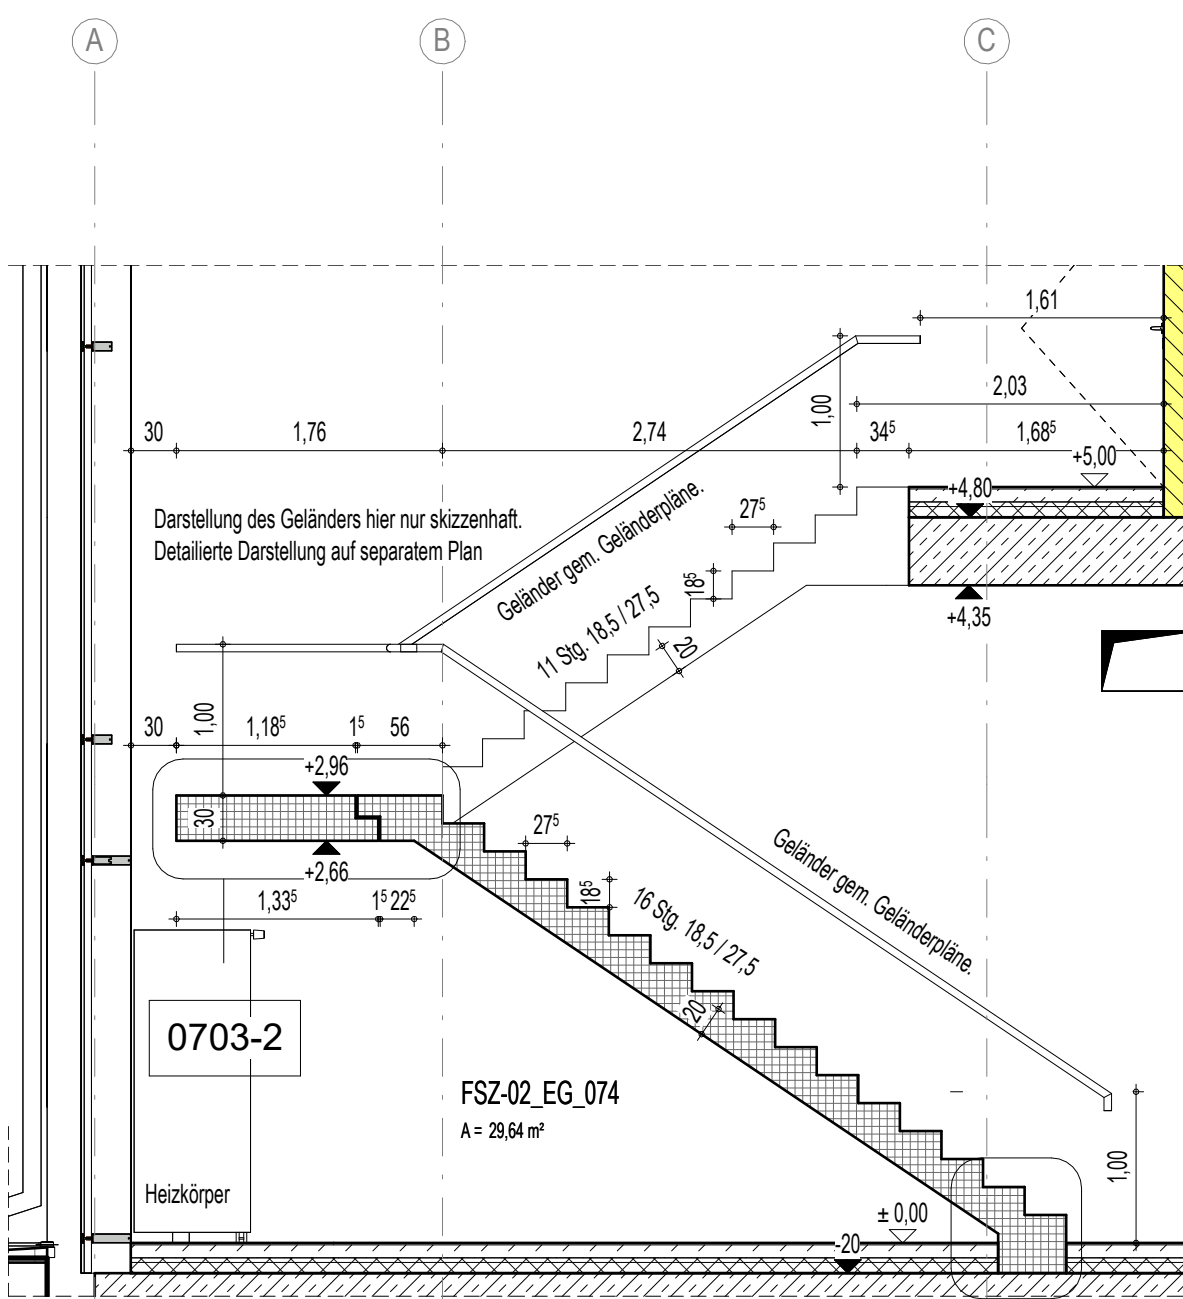 A
B
C
1,61
2,03
1,00
30
1,76
2,74
34⁵
1,68⁵
+5,00
+4,80
Darstellung des Geländers hier nur skizzenhaft.
Detailierte Darstellung auf separatem Plan
Geländer gem. Geländerpläne.
27⁵
18⁵
11 Stg. 18,5 / 27,5
20
+4,35
1,00
30
1,18⁵
1⁵
56
+2,96
30
+2,66
27⁵
18⁵
16 Stg. 18,5 / 27,5
Geländer gem. Geländerpläne.
1,33⁵
1⁵
22⁵
20
0703-2
FSZ-02_EG_074
A = 29,64 m²
Heizkörper
± 0,00
-20
1,00